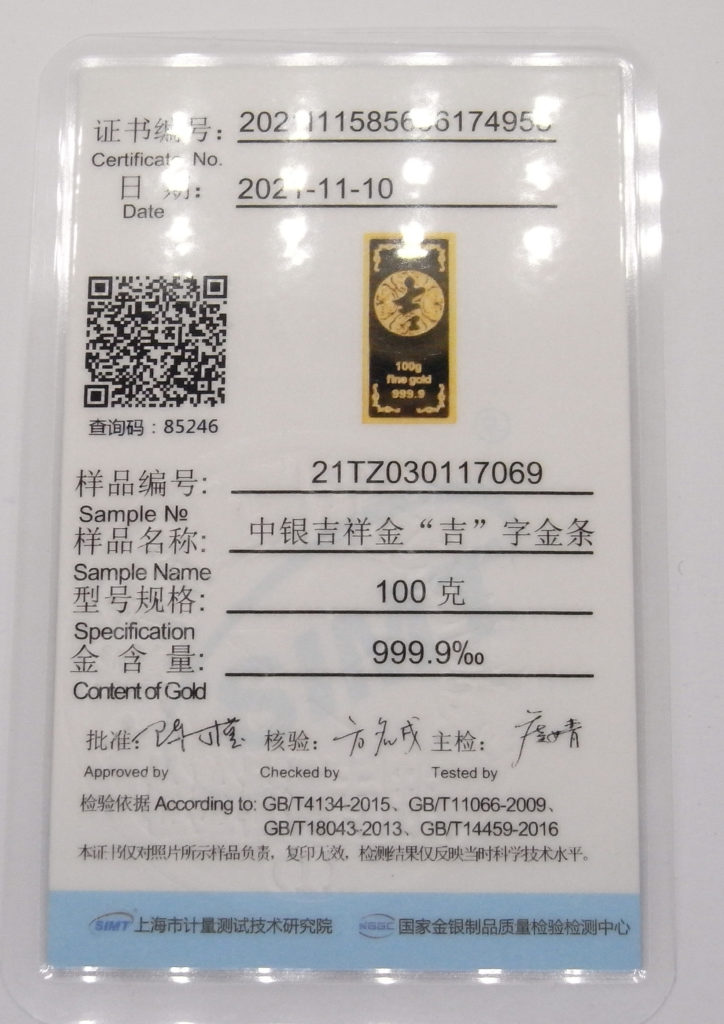 证书编号:
Certificate No.
日 期: 2021-11-10
Date
吉
100g
fine gold
999.9
查询码：85246
样品编号: 21TZ030117069
Sample №
样品名称: 中银吉祥金“吉”字金条
Sample Name
型号规格: 100 克
Specification
金 含 量: 999.9‰
Content of Gold
批准: 核验: 主检:
Approved by Checked by Tested by
检验依据 According to: GB/T4134-2015、GB/T11066-2009、
GB/T18043-2013、GB/T14459-2016
本证书仅对照片所示样品负责，复印无效，检测结果仅反映当时科学技术水平。
SIMT 上海市计量测试技术研究院 NGSC 国家金银制品质量检验检测中心